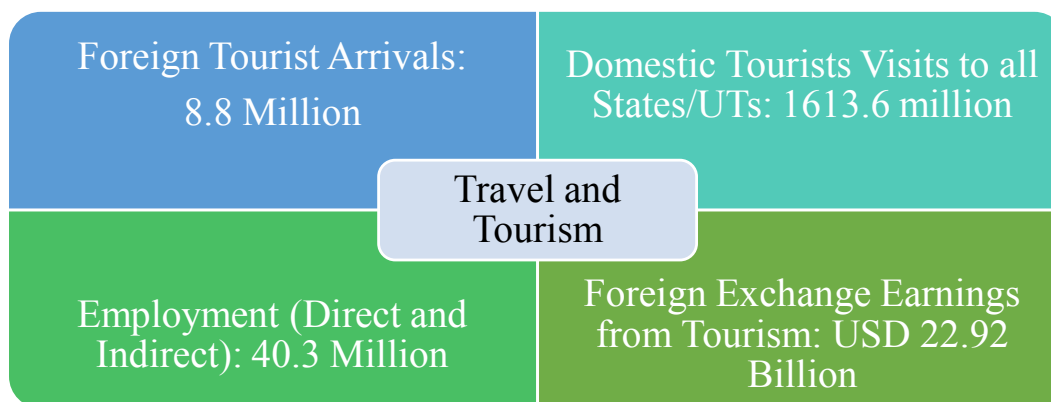 Foreign Tourist Arrivals:
8.8 Million
Domestic Tourists Visits to all
States/UTs: 1613.6 million
Travel and
Tourism
Employment (Direct and
Indirect): 40.3 Million
Foreign Exchange Earnings
from Tourism: USD 22.92
Billion